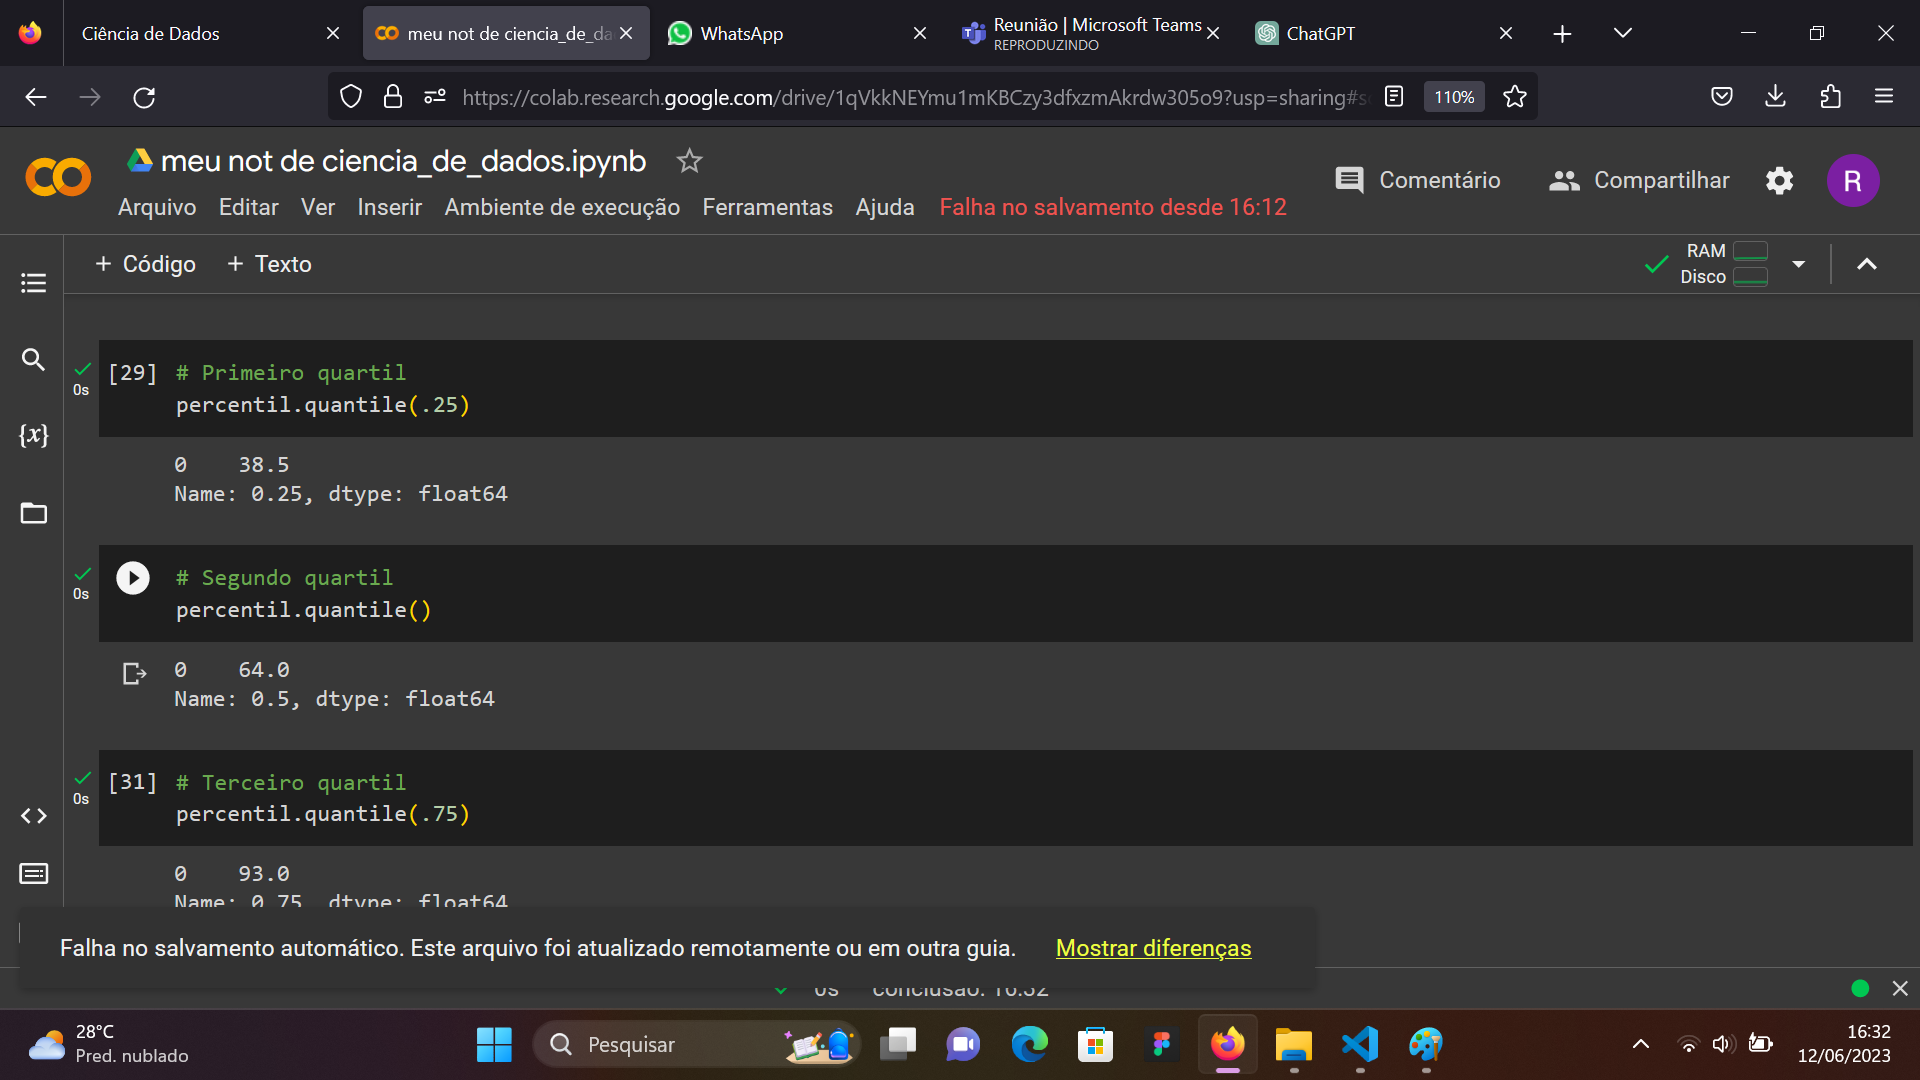 Ciência de Dados
meu not de ciencia_de_da
WhatsApp
Reunião | Microsoft Teams
REPRODUZINDO
ChatGPT
https://colab.research.google.com/drive/1qVkkNEYmu1mKBCzy3dfxzmAkrdw305o9?usp=sharing#s
110%
meu not de ciencia_de_dados.ipynb
Comentário
Compartilhar
R
Arquivo Editar Ver Inserir Ambiente de execução Ferramentas Ajuda Falha no salvamento desde 16:12
+ Código + Texto
RAM
Disco
[29] # Primeiro quartil
0s
percentil.quantile(.25)
0 38.5
Name: 0.25, dtype: float64
# Segundo quartil
0s
percentil.quantile()
0 64.0
Name: 0.5, dtype: float64
[31] # Terceiro quartil
0s
percentil.quantile(.75)
0 93.0
Name: 0.75, dtype: float64
Falha no salvamento automático. Este arquivo foi atualizado remotamente ou em outra guia. Mostrar diferenças
0s conclusão: 16:32
28°C
Pred. nublado
Pesquisar
16:32
12/06/2023